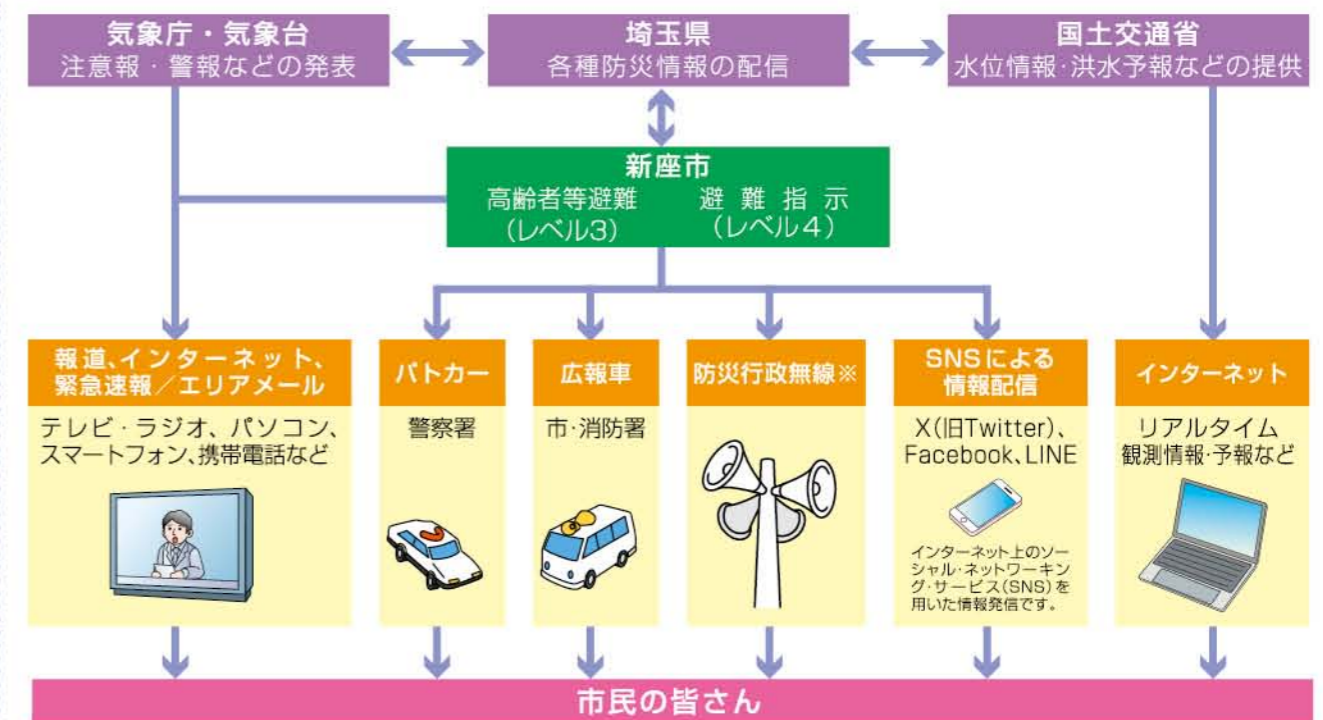 気象庁・気象台
注意報・警報などの発表
埼玉県
各種防災情報の配信
国土交通省
水位情報・洪水予報などの提供
新座市
高齢者等避難
(レベル3)
避難指示
(レベル4)
報道、インターネット、
緊急速報／エリアメール
テレビ・ラジオ、パソコン、
スマートフォン、携帯電話など
パトカー
警察署
広報車
市・消防署
防災行政無線※
SNSによる
情報配信
X(旧Twitter)、
Facebook、LINE
インターネット上のソー
シャル・ネットワーキン
グ・サービス(SNS)を
用いた情報発信です。
インターネット
リアルタイム
観測情報・予報など
市民の皆さん